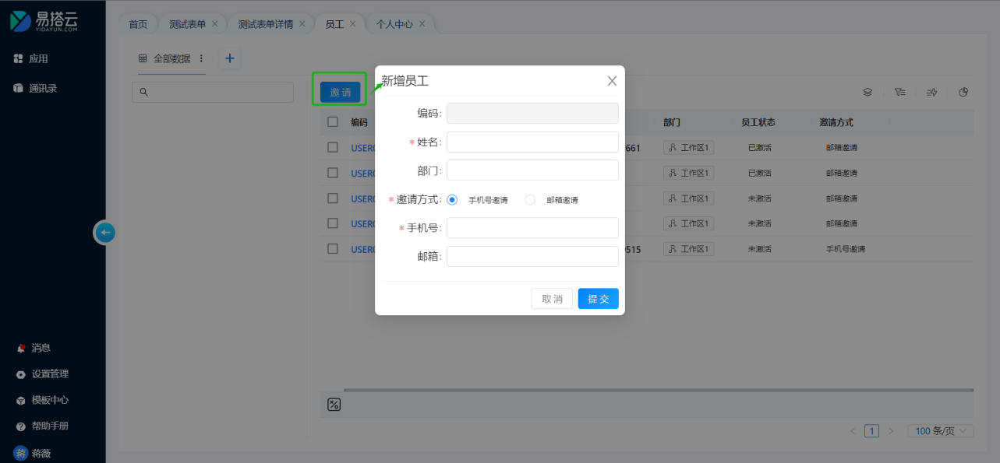 易搭云
YIDAYUN.COM
首页 测试表单 测试表单详情 员工 个人中心
应用
通讯录
全部数据
邀 请
新增员工
编码:
* 姓名:
部门:
* 邀请方式: 手机号邀请 邮箱邀请
* 手机号:
邮箱:
取 消 提 交
编码 部门 员工状态 邀请方式
USER 661 工作区1 已激活 邮箱邀请
USER 工作区1 已激活 邮箱邀请
USER 工作区1 未激活 邮箱邀请
USER 工作区1 未激活 邮箱邀请
USER 515 工作区1 未激活 手机号邀请
消息
设置管理
模板中心
帮助手册
蒋 蒋薇
1 100 条/页